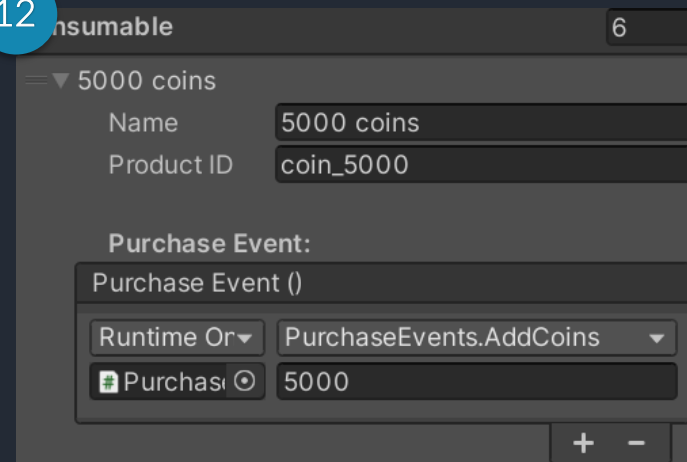 12
nsumable 6
5000 coins
Name 5000 coins
Product ID coin_5000
Purchase Event:
Purchase Event ()
Runtime Or PurchaseEvents.AddCoins
# Purchase 5000
+ -